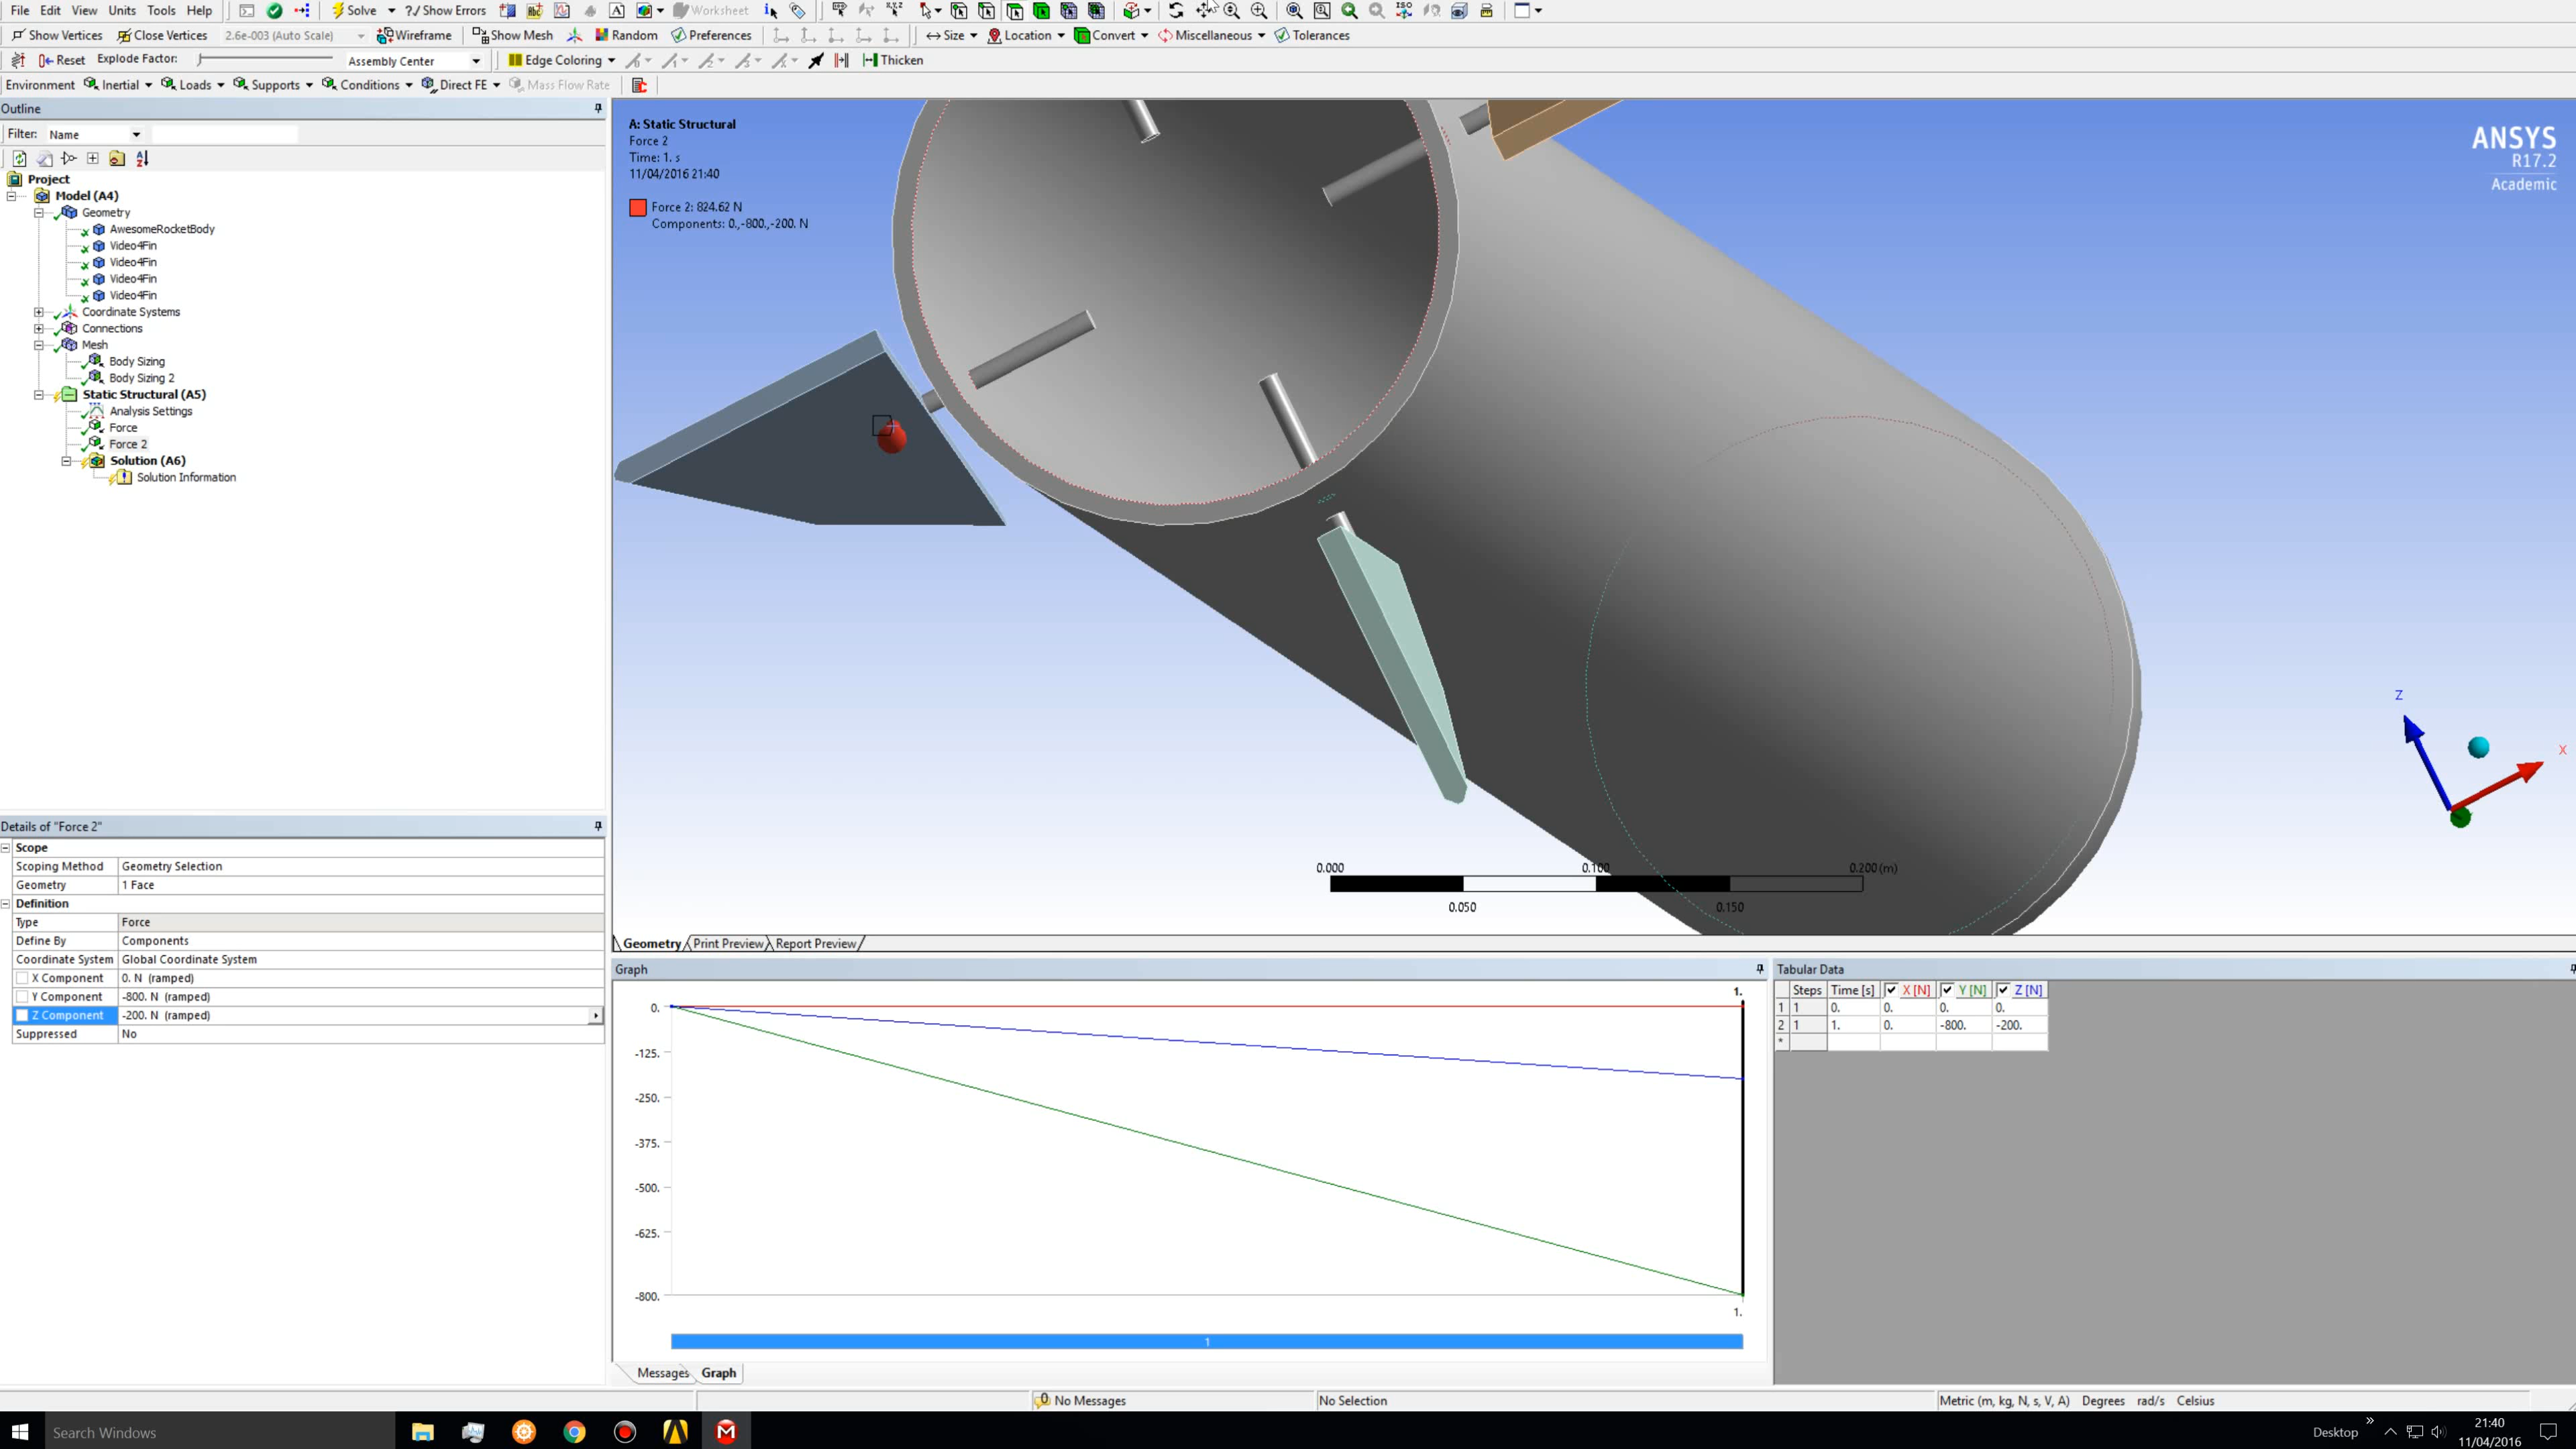 File Edit View Units Tools Help Solve ?/ Show Errors Worksheet
Show Vertices Close Vertices 2.6e-003 (Auto Scale) Wireframe Show Mesh Random Preferences Size Location Convert Miscellaneous Tolerances
Reset Explode Factor: Assembly Center Edge Coloring Thicken
Environment Inertial Loads Supports Conditions Direct FE Mass Flow Rate
Outline
Filter: Name
Project
Model (A4)
Geometry
AwesomeRocketBody
Video4Fin
Video4Fin
Video4Fin
Video4Fin
Coordinate Systems
Connections
Mesh
Body Sizing
Body Sizing 2
Static Structural (A5)
Analysis Settings
Force
Force 2
Solution (A6)
Solution Information
Details of "Force 2"
Scope
Scoping Method Geometry Selection
Geometry 1 Face
Definition
Type Force
Define By Components
Coordinate System Global Coordinate System
X Component 0. N (ramped)
Y Component -800. N (ramped)
Z Component -200. N (ramped)
Suppressed No
A: Static Structural
Force 2
Time: 1. s
11/04/2016 21:40
Force 2: 824.62 N
Components: 0.,-800.,-200. N
ANSYS
R17.2
Academic
Z
X
0.000 0.100 0.200 (m)
0.050 0.150
Geometry Print Preview Report Preview
Graph
1.
0.
-125.
-250.
-375.
-500.
-625.
-800.
1.
1
Messages Graph
Tabular Data
Steps Time [s] X [N] Y [N] Z [N]
1 1 0. 0. 0. 0.
2 1 1. 0. -800. -200.
*
No Messages No Selection Metric (m, kg, N, s, V, A) Degrees rad/s Celsius
Search Windows
Desktop
21:40
11/04/2016